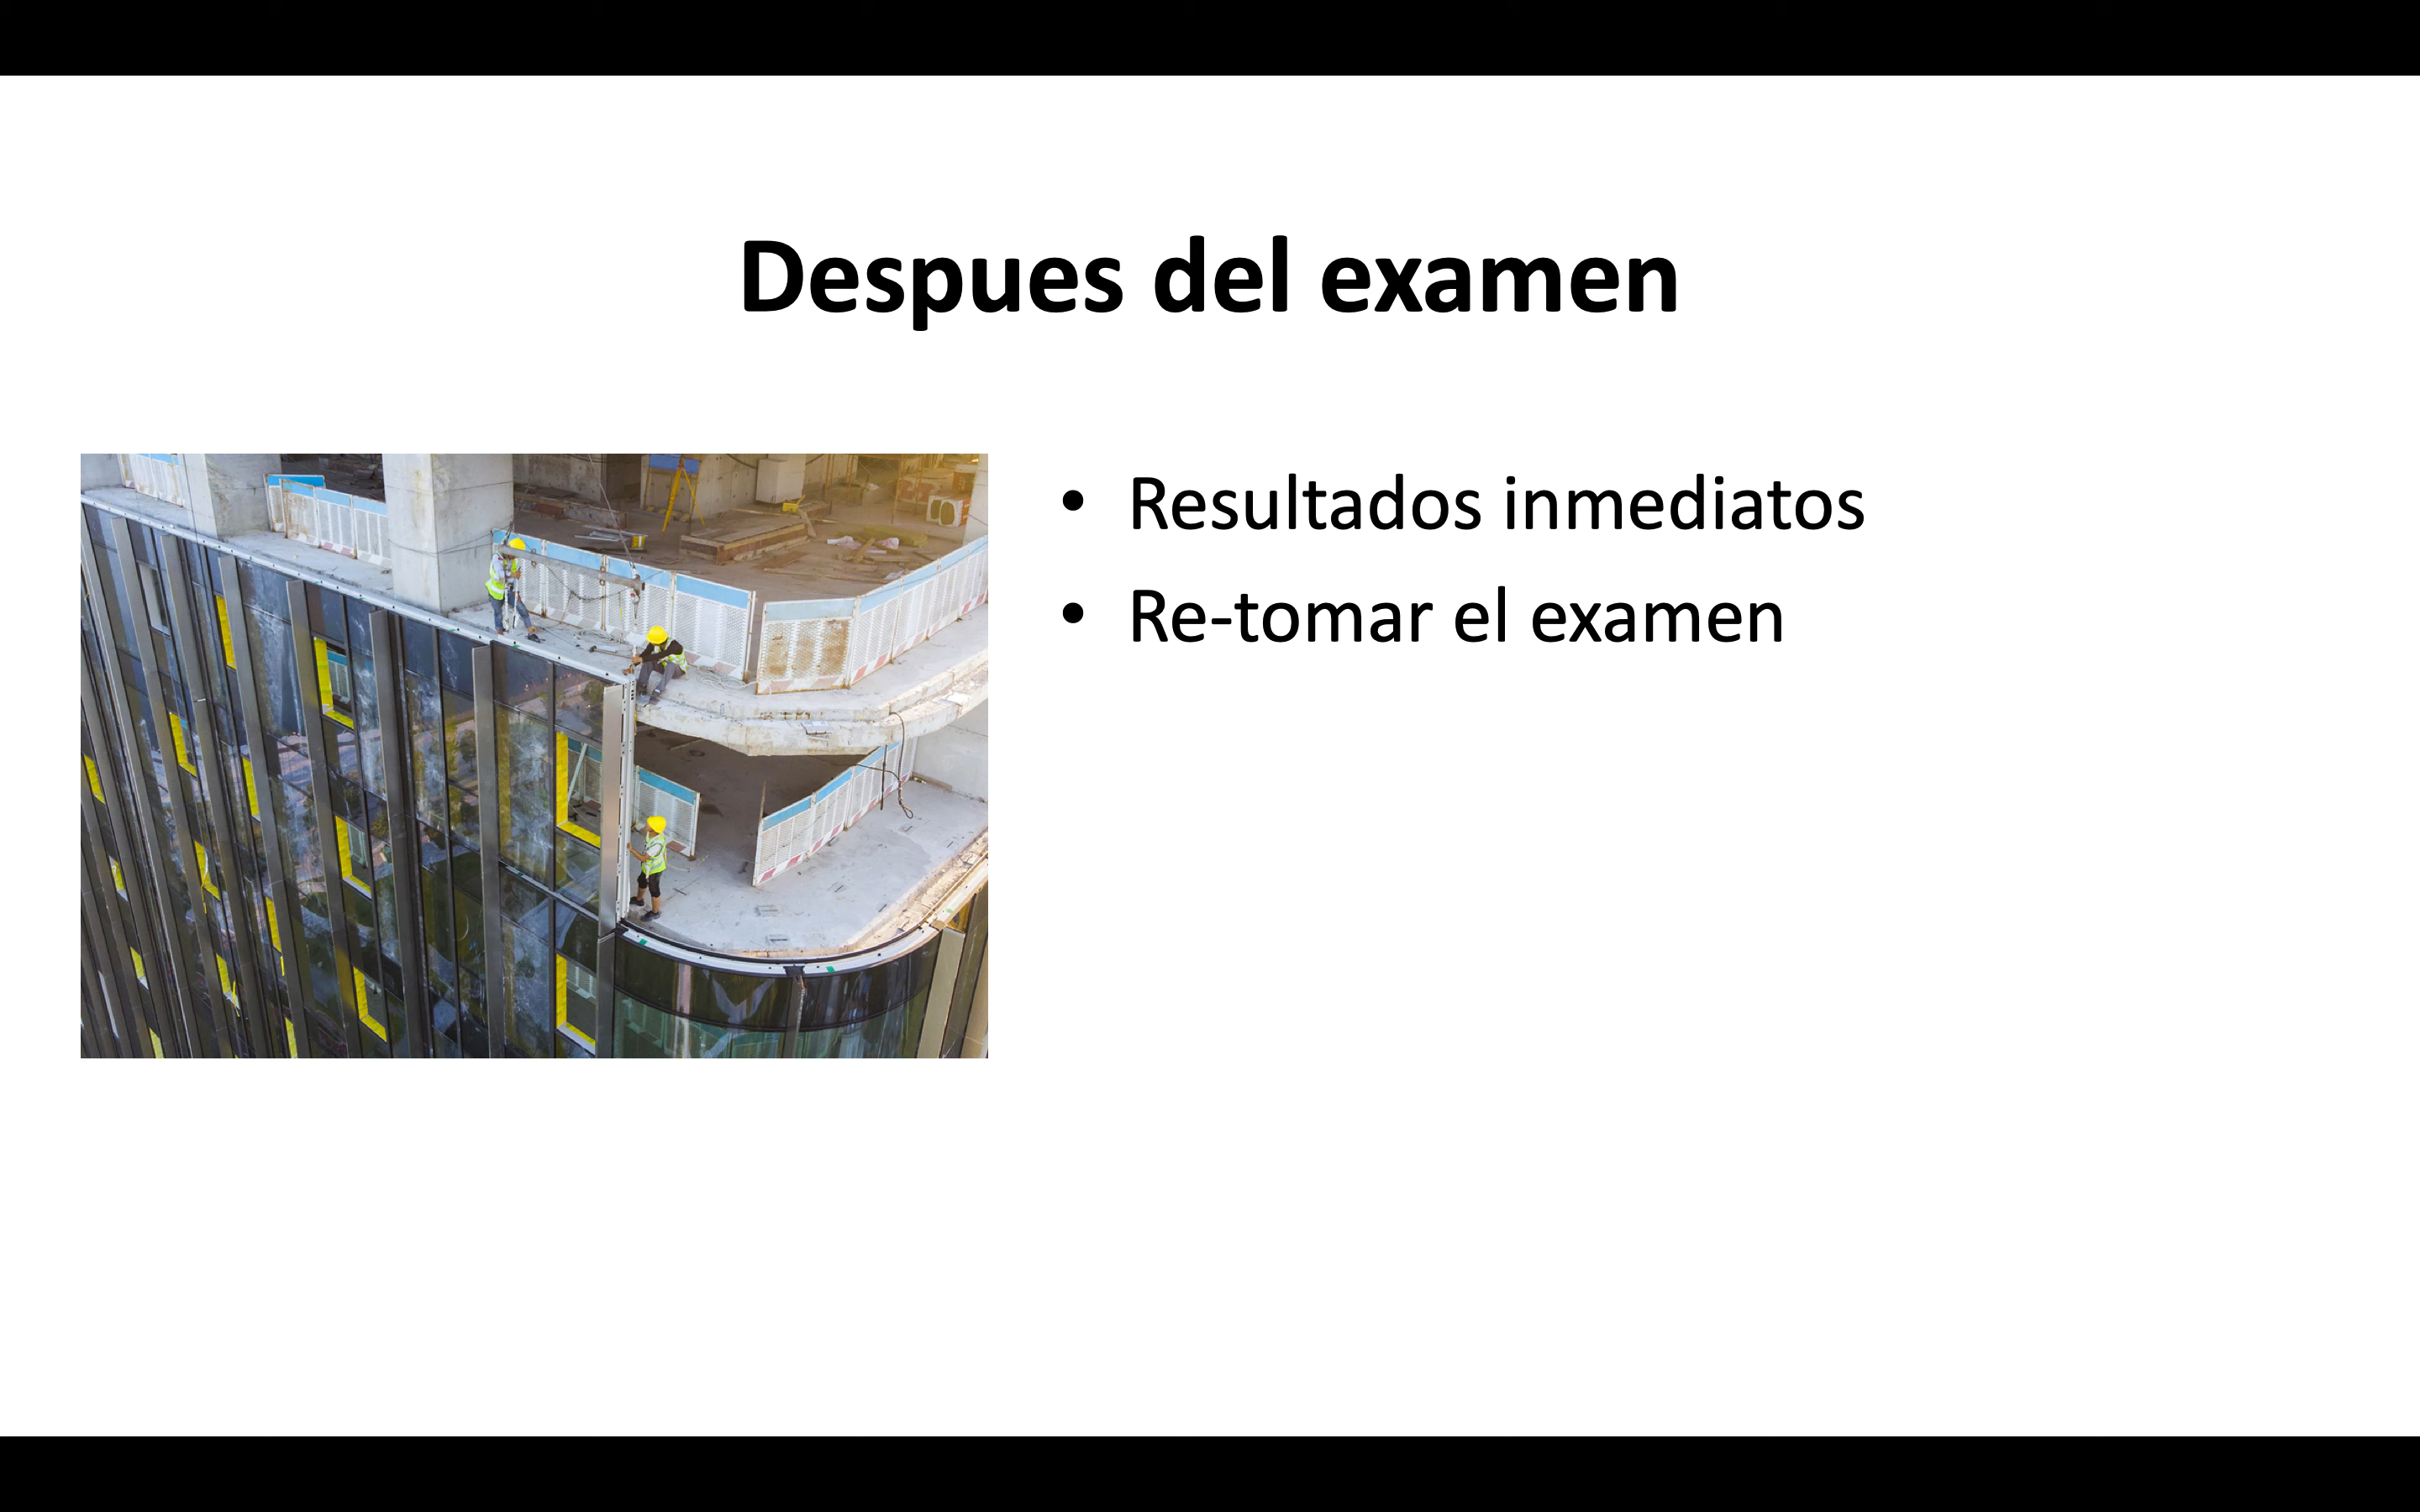 Despues del examen
• Resultados inmediatos
• Re-tomar el examen